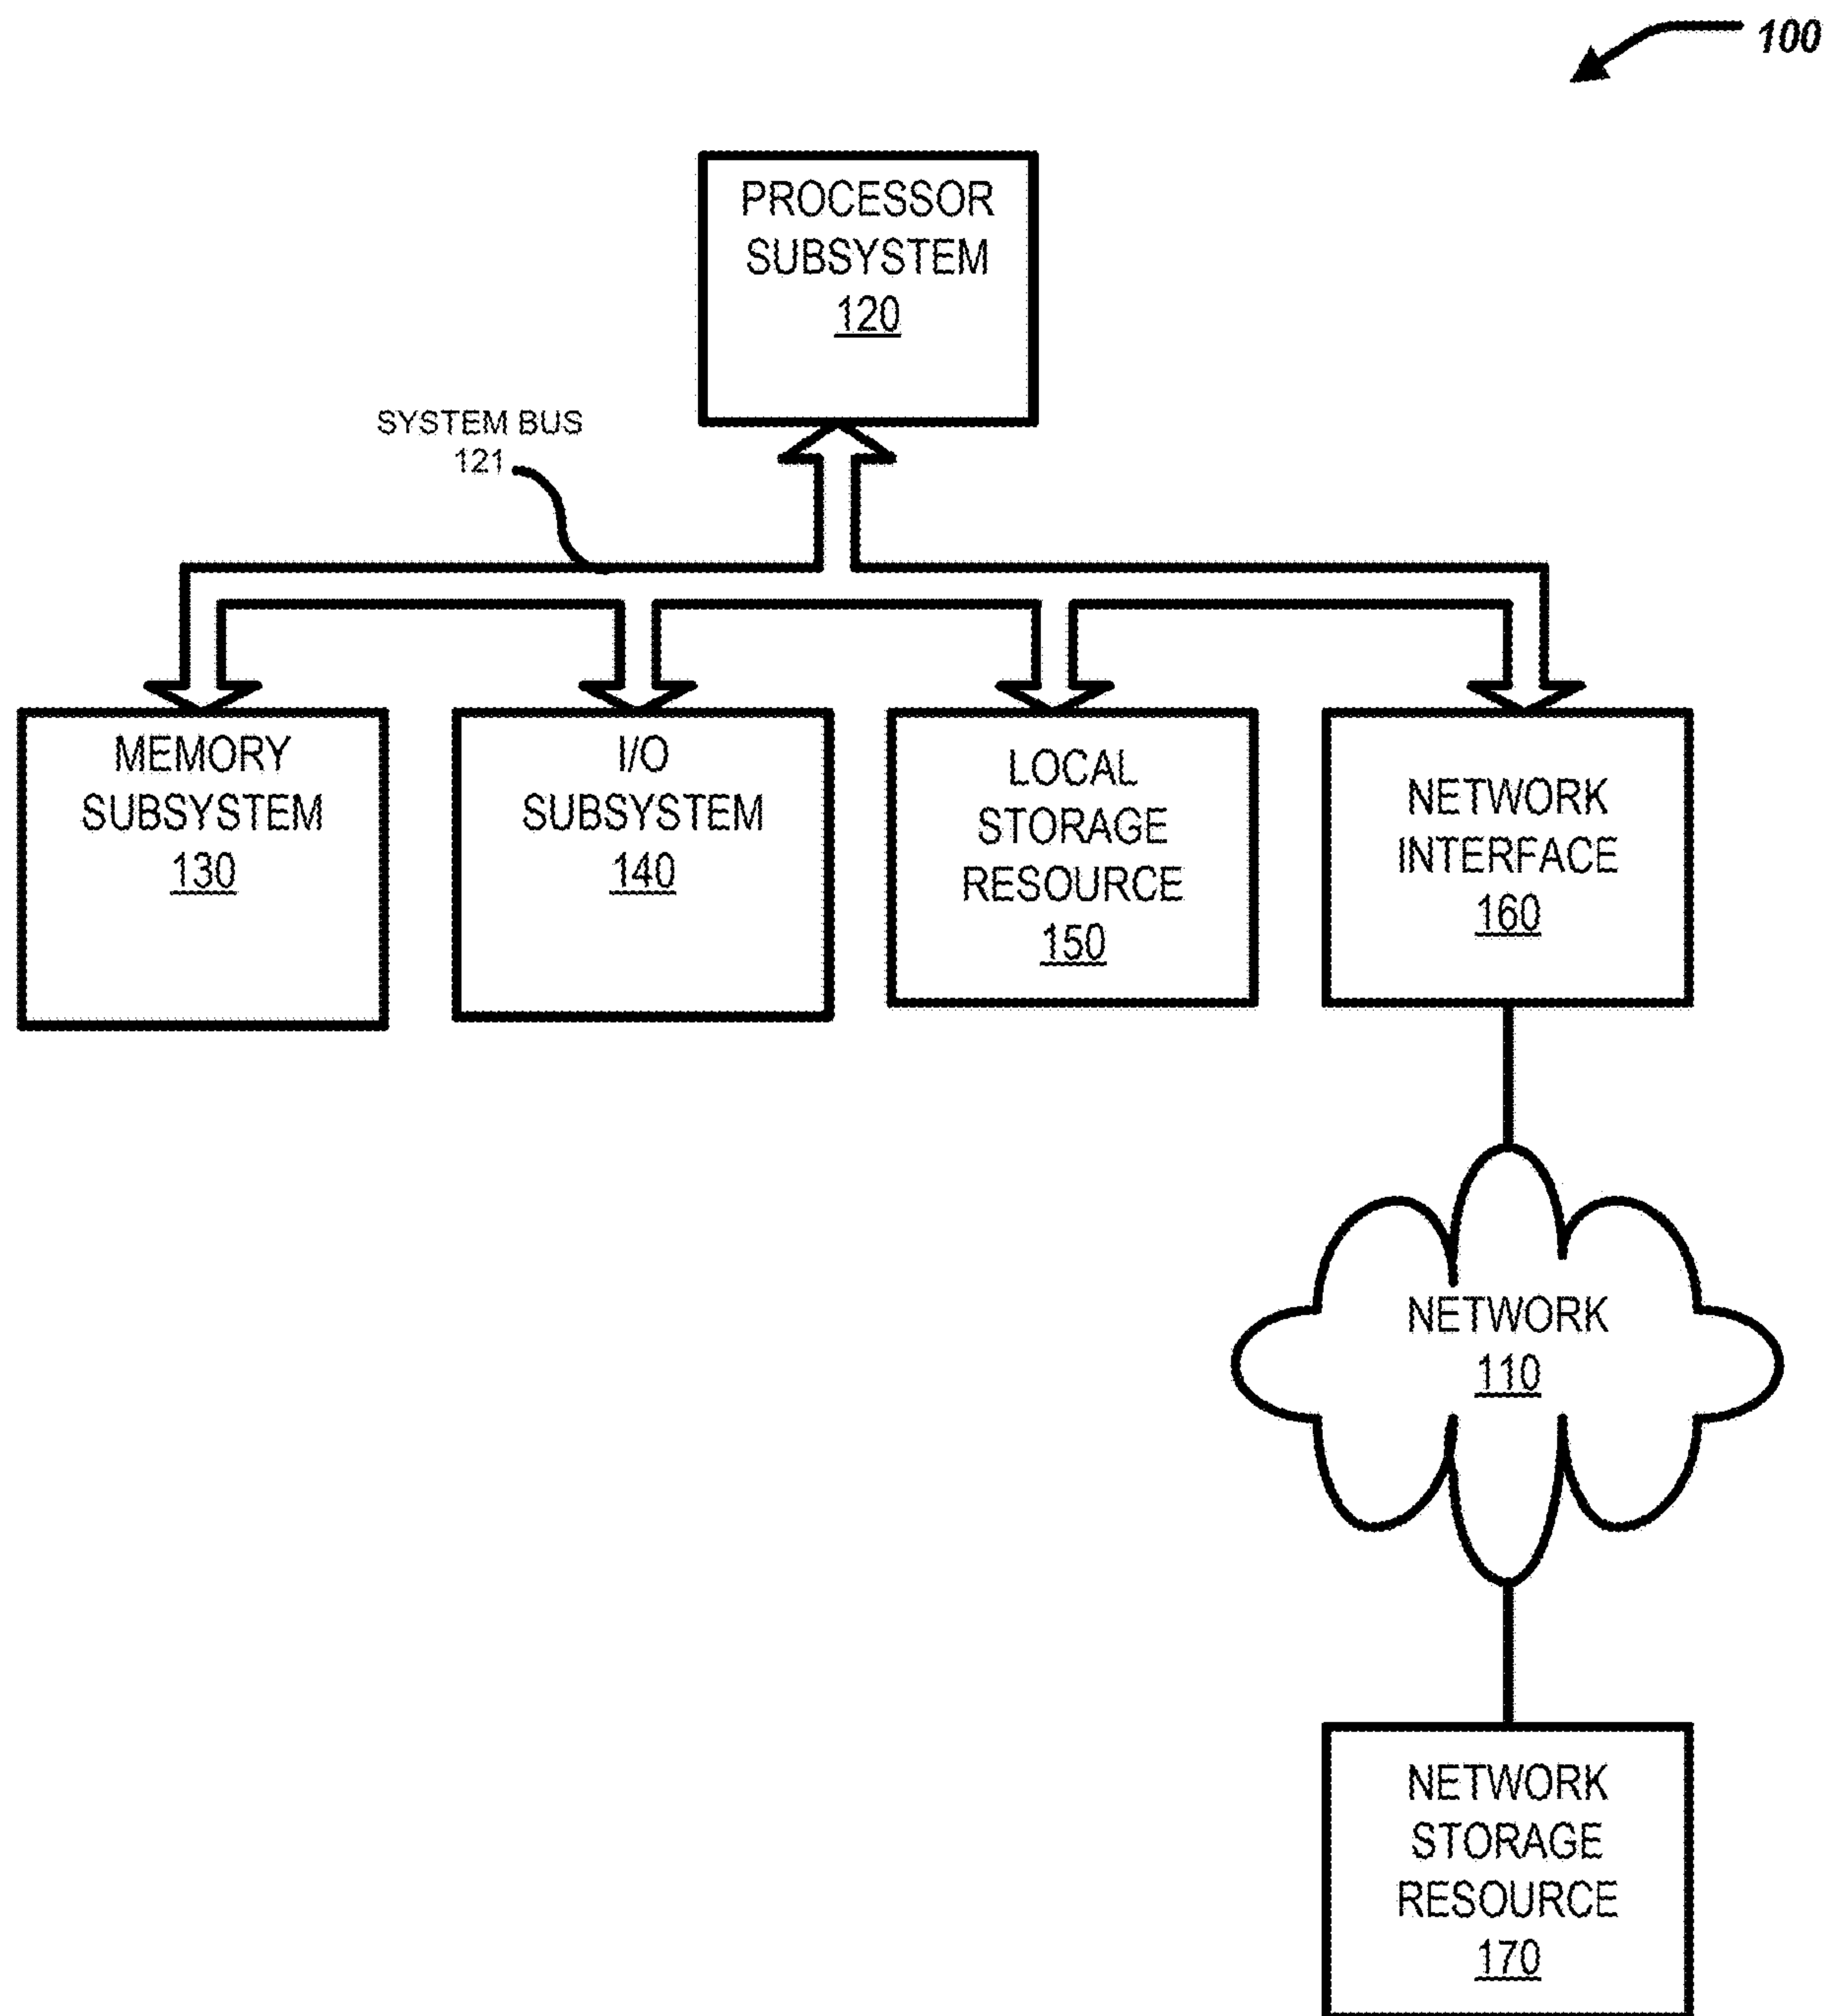 100
PROCESSOR
SUBSYSTEM
120
SYSTEM BUS
121
MEMORY
SUBSYSTEM
130
I/O
SUBSYSTEM
140
LOCAL
STORAGE
RESOURCE
150
NETWORK
INTERFACE
160
NETWORK
110
NETWORK
STORAGE
RESOURCE
170